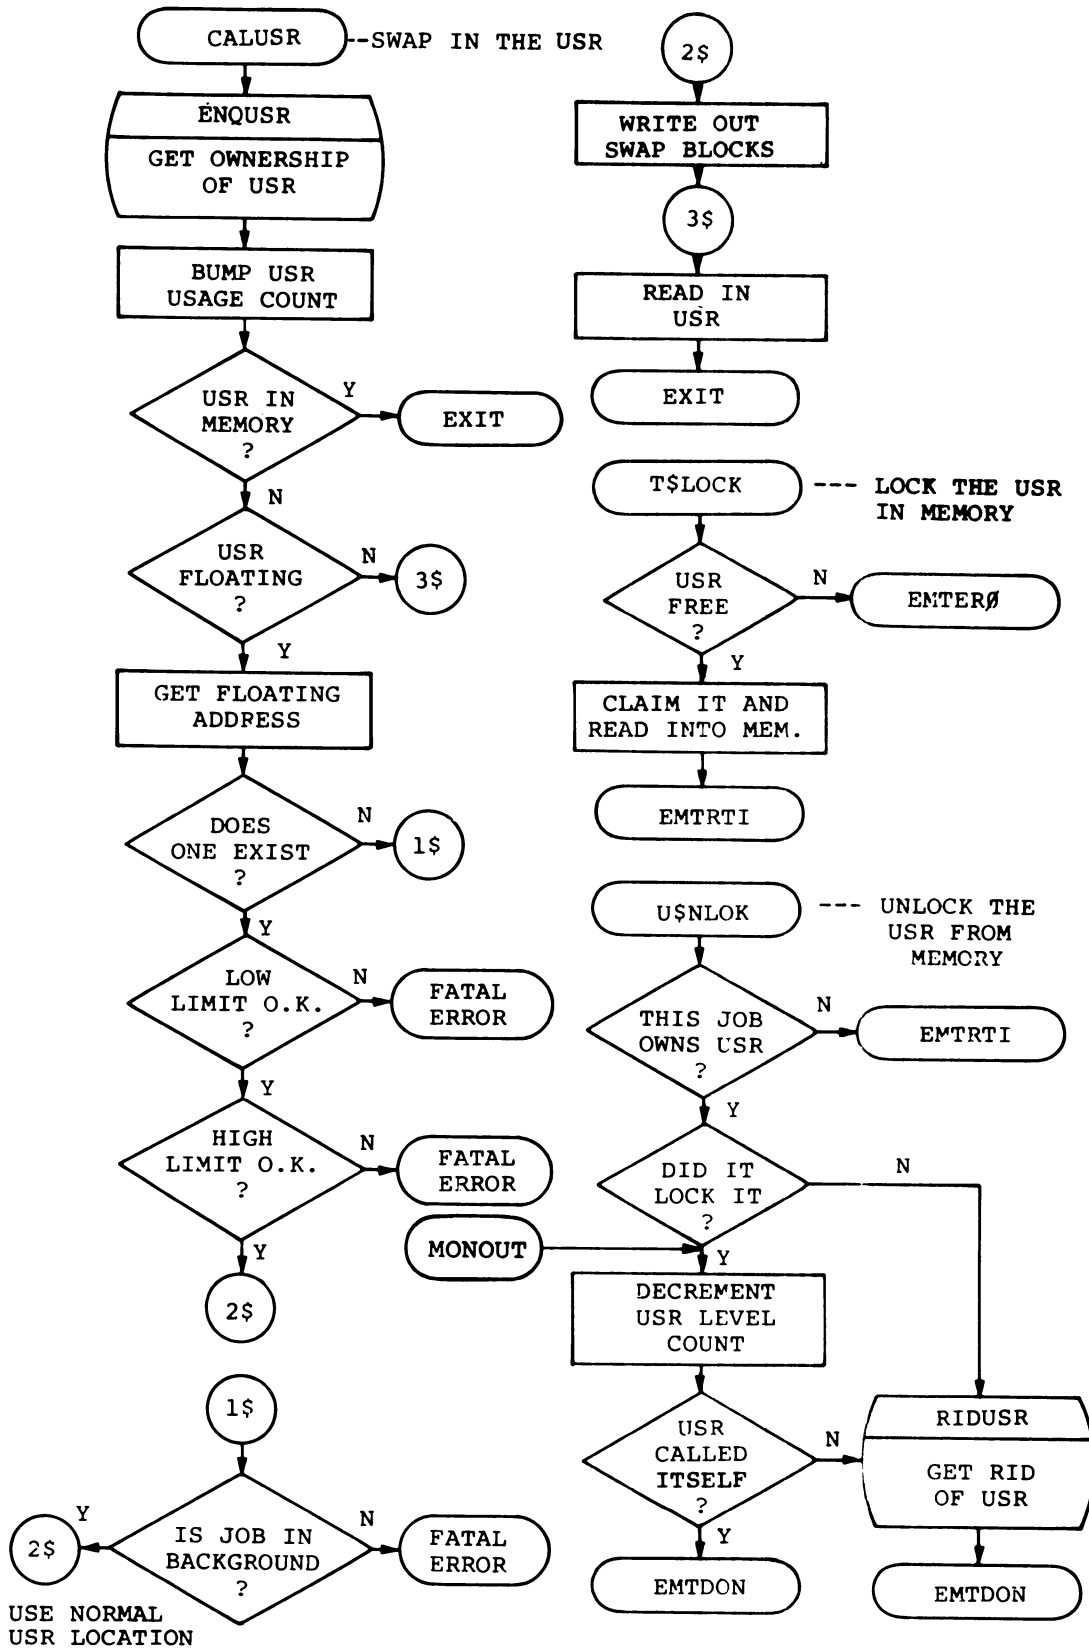 CALUSR
--SWAP IN THE USR
ENQUSR
GET OWNERSHIP
OF USR
BUMP USR
USAGE COUNT
USR IN
MEMORY
?
Y
EXIT
N
USR
FLOATING
?
N
3$
Y
GET FLOATING
ADDRESS
DOES
ONE EXIST
?
N
1$
Y
LOW
LIMIT O.K.
?
N
FATAL
ERROR
Y
HIGH
LIMIT O.K.
?
N
FATAL
ERROR
Y
2$
1$
IS JOB IN
BACKGROUND
?
Y
2$
USE NORMAL
USR LOCATION
N
FATAL
ERROR
2$
WRITE OUT
SWAP BLOCKS
3$
READ IN
USR
EXIT
T$LOCK
--- LOCK THE USR
IN MEMORY
USR
FREE
?
N
EMTERØ
Y
CLAIM IT AND
READ INTO MEM.
EMTRTI
U$NLOK
--- UNLOCK THE
USR FROM
MEMORY
THIS JOB
OWNS USR
?
N
EMTRTI
Y
DID IT
LOCK IT
?
N
MONOUT
Y
DECREMENT
USR LEVEL
COUNT
USR
CALLED
ITSELF
?
N
RIDUSR
GET RID
OF USR
Y
EMTDON
EMTDON